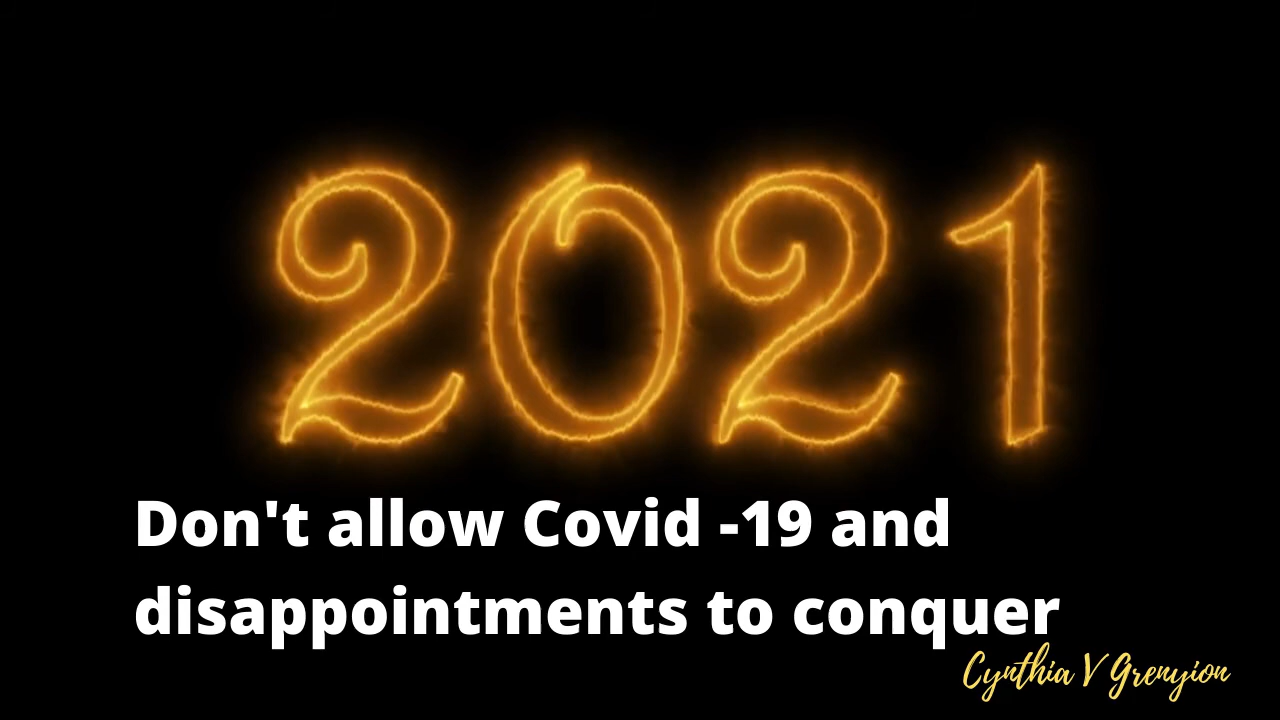 2021
Don't allow Covid -19 and
disappointments to conquer
Cynthia V Grenyion